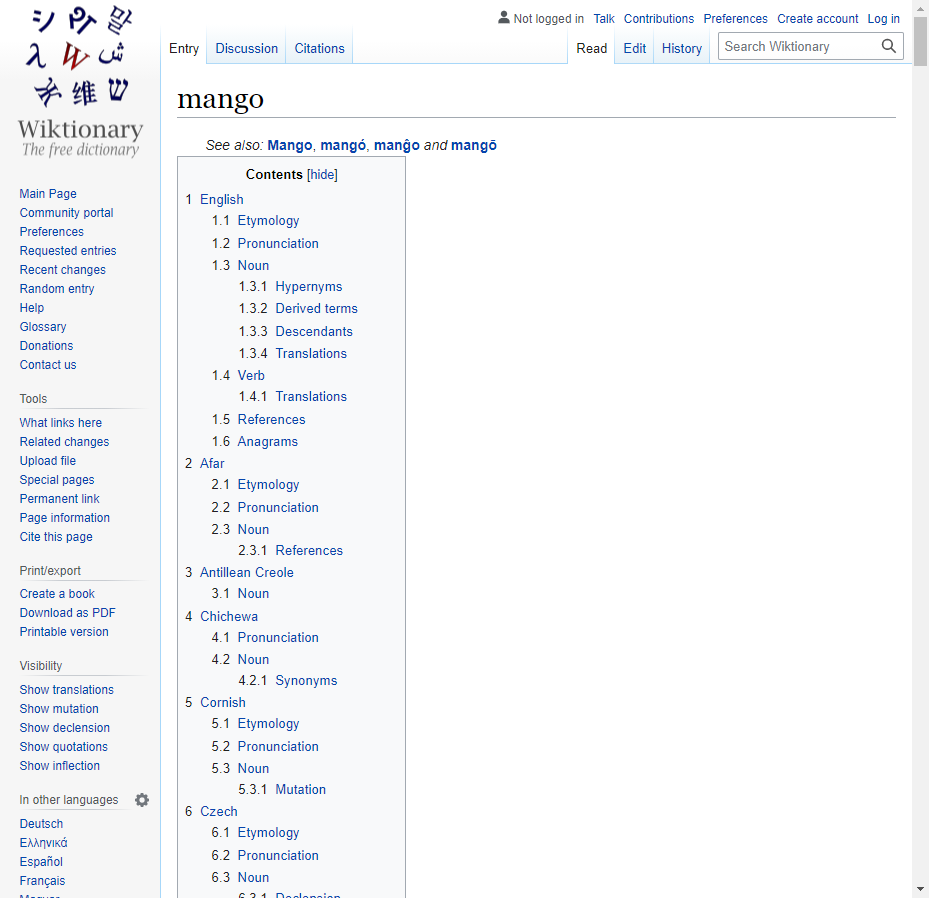 シ
Wiktionary
The free dictionary
Main Page
Community portal
Preferences
Requested entries
Recent changes
Random entry
Help
Glossary
Donations
Contact us
Tools
What links here
Related changes
Upload file
Special pages
Permanent link
Page information
Cite this page
Print/export
Create a book
Download as PDF
Printable version
Visibility
Show translations
Show mutation
Show declension
Show quotations
Show inflection
In other languages
Deutsch
Ελληνικά
Español
Français
Not logged in Talk Contributions Preferences Create account Log in
Entry Discussion Citations Read Edit History Search Wiktionary
mango
See also: Mango, mangó, manĝo and mangō
Contents [hide]
1 English
1.1 Etymology
1.2 Pronunciation
1.3 Noun
1.3.1 Hypernyms
1.3.2 Derived terms
1.3.3 Descendants
1.3.4 Translations
1.4 Verb
1.4.1 Translations
1.5 References
1.6 Anagrams
2 Afar
2.1 Etymology
2.2 Pronunciation
2.3 Noun
2.3.1 References
3 Antillean Creole
3.1 Noun
4 Chichewa
4.1 Pronunciation
4.2 Noun
4.2.1 Synonyms
5 Cornish
5.1 Etymology
5.2 Pronunciation
5.3 Noun
5.3.1 Mutation
6 Czech
6.1 Etymology
6.2 Pronunciation
6.3 Noun
6.3.1 Declension